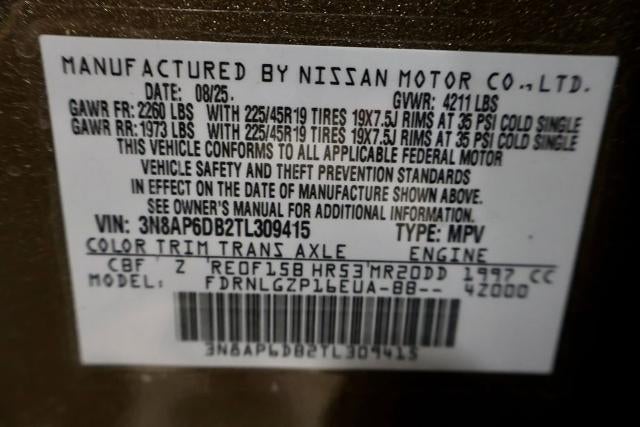 MANUFACTURED BY NISSAN MOTOR CO., LTD.
DATE: 08/25. GVWR: 4211 LBS
GAWR FR: 2260 LBS WITH 225/45R19 TIRES 19X7.5J RIMS AT 35 PSI COLD SINGLE
GAWR RR: 1973 LBS WITH 225/45R19 TIRES 19X7.5J RIMS AT 35 PSI COLD SINGLE
THIS VEHICLE CONFORMS TO ALL APPLICABLE FEDERAL MOTOR
VEHICLE SAFETY AND THEFT PREVENTION STANDARDS
IN EFFECT ON THE DATE OF MANUFACTURE SHOWN ABOVE.
SEE OWNER'S MANUAL FOR ADDITIONAL INFORMATION.
VIN: 3N8AP6DB2TL309415 TYPE: MPV
COLOR TRIM TRANS AXLE ENGINE
CBF Z RE0F15B HR53 MR20DD 1997 CC
MODEL: FDRNLGZP16EUA-BB-- 4Z000
3N8AP6DB2TL309415